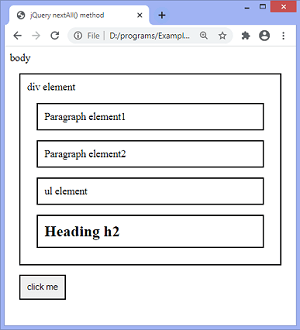 jQuery nextAll() method
File | D:/programs/Exampl...
body
div element
Paragraph element1
Paragraph element2
ul element
Heading h2
click me